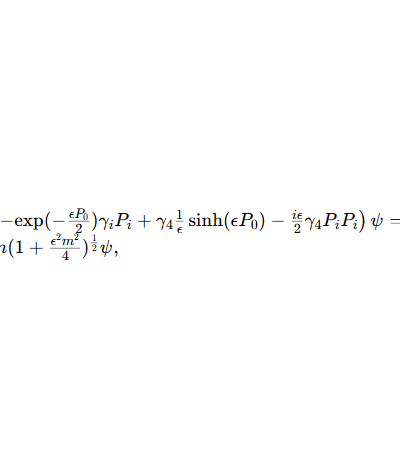 −exp(−ϵP₀/2)γᵢPᵢ + γ₄ 1/ϵ sinh(ϵP₀) − iϵ/2 γ₄PᵢPᵢ) ψ =
(1 + ϵ²m²/4)^½ ψ,